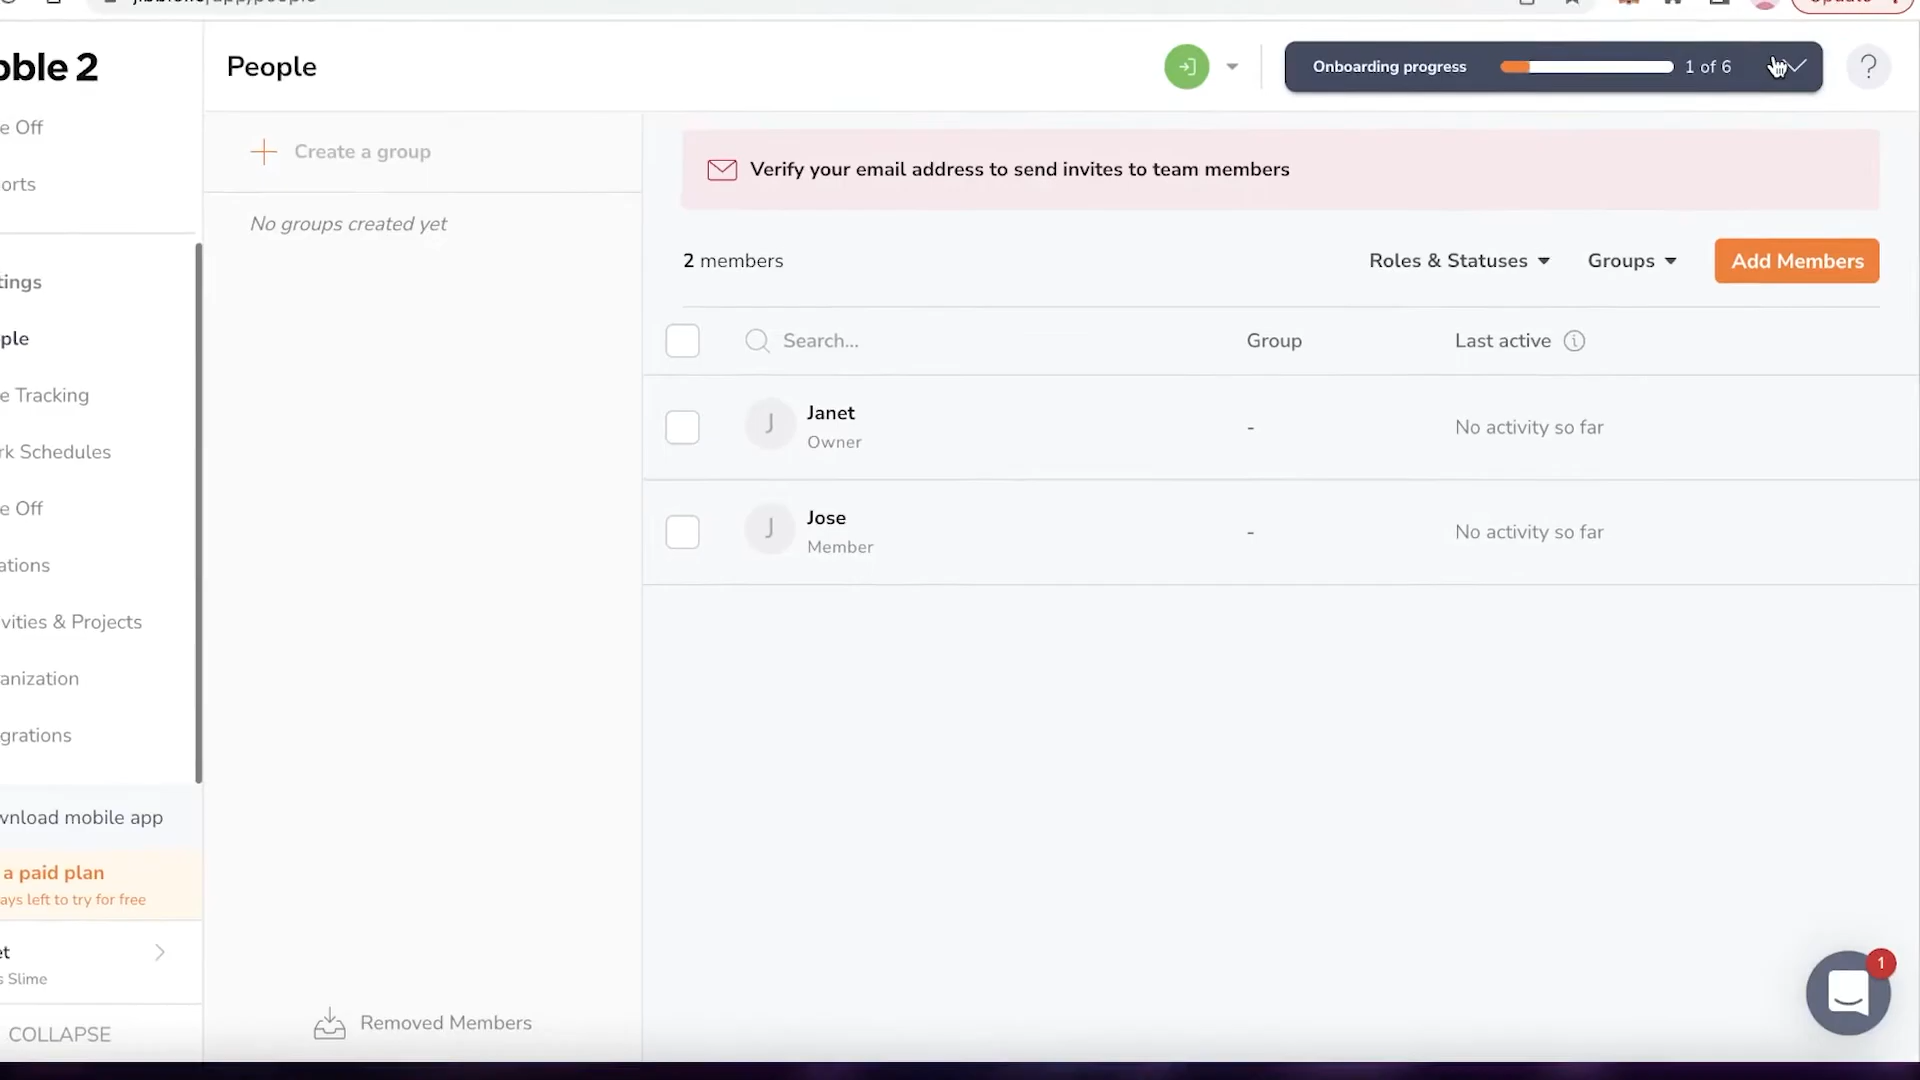 bble 2
e Off
orts
tings
ple
e Tracking
rk Schedules
e Off
ations
vities & Projects
anization
grations
wnload mobile app
a paid plan
ays left to try for free
et
s Slime
COLLAPSE
People
Onboarding progress
1 of 6
?
Create a group
No groups created yet
Removed Members
Verify your email address to send invites to team members
2 members
Roles & Statuses
Groups
Add Members
Search...
Group
Last active
J
Janet
Owner
-
No activity so far
J
Jose
Member
-
No activity so far
1